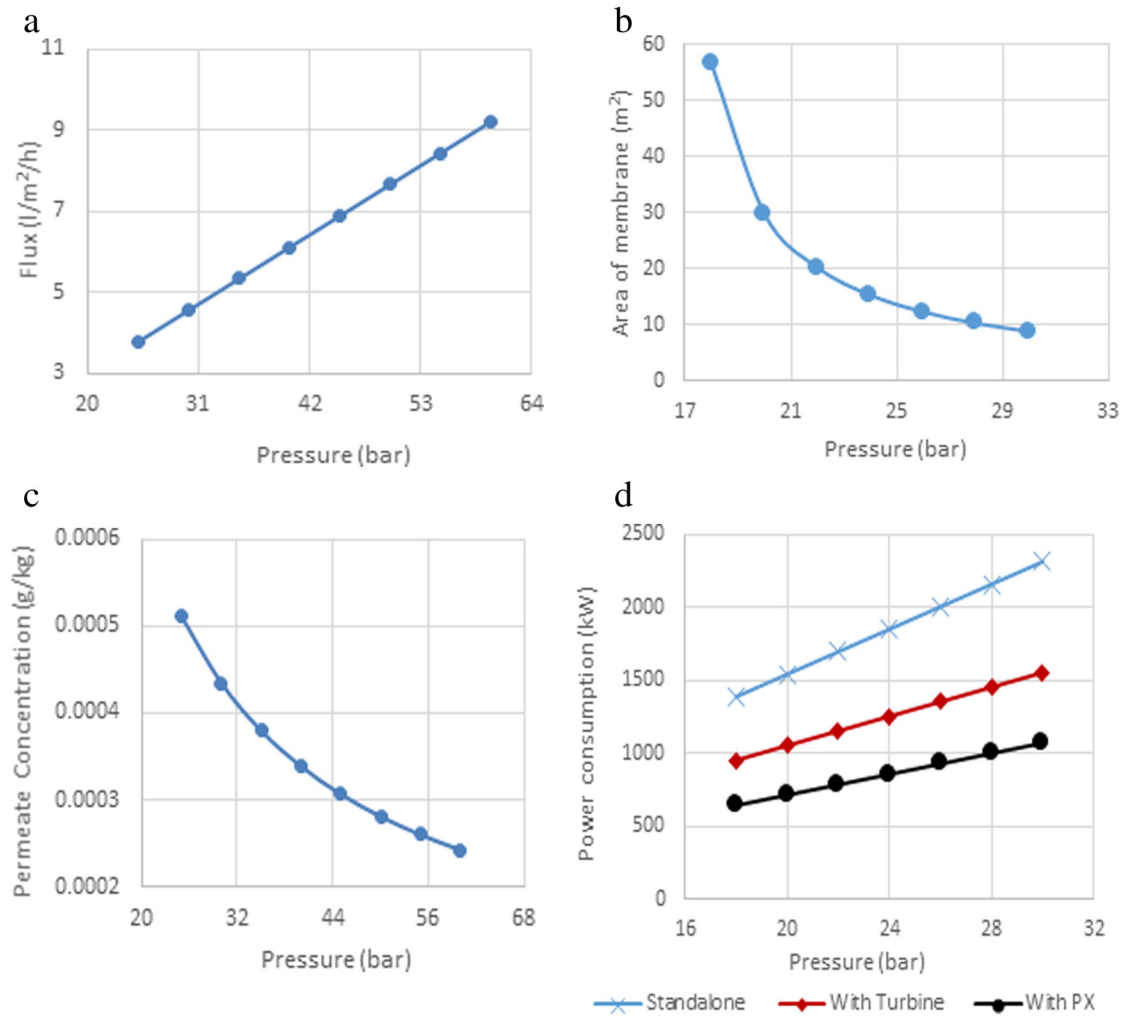 a
Flux (l/m²/h)
11
9
7
5
3
20 31 42 53 64
Pressure (bar)
b
Area of membrane (m²)
60
50
40
30
20
10
0
17 21 25 29 33
Pressure (bar)
c
Permeate Concentration (g/kg)
0.0006
0.0005
0.0004
0.0003
0.0002
20 32 44 56 68
Pressure (bar)
d
Power consumption (kW)
2500
2000
1500
1000
500
0
16 20 24 28 32
Pressure (bar)
Standalone With Turbine With PX